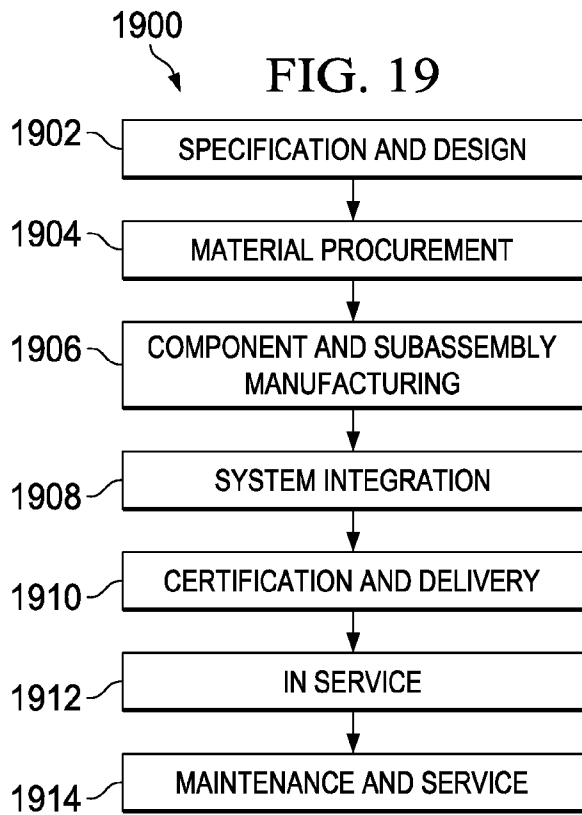 1900
FIG. 19
1902
SPECIFICATION AND DESIGN
1904
MATERIAL PROCUREMENT
1906
COMPONENT AND SUBASSEMBLY
MANUFACTURING
1908
SYSTEM INTEGRATION
1910
CERTIFICATION AND DELIVERY
1912
IN SERVICE
1914
MAINTENANCE AND SERVICE